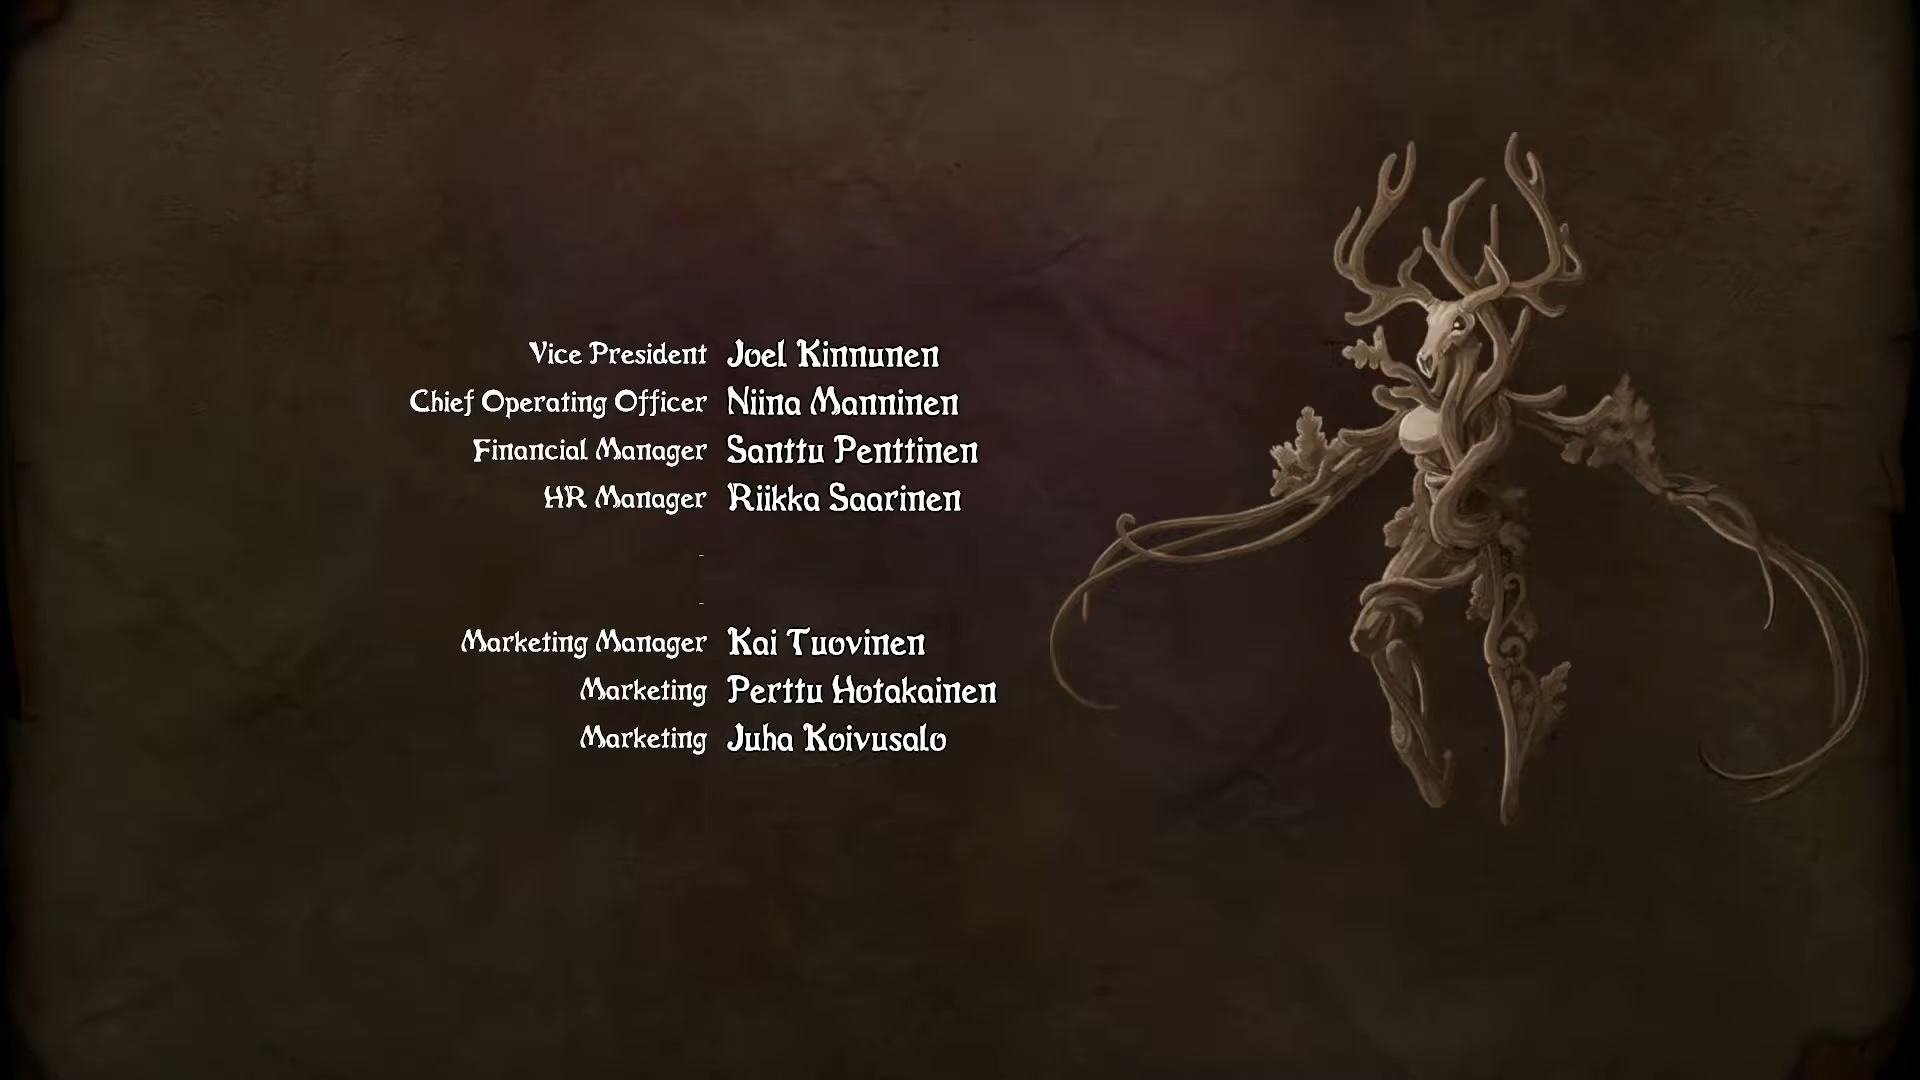 Vice President Joel Kinnunen
Chief Operating Officer Niina Manninen
Financial Manager Santtu Penttinen
HR Manager Riikka Saarinen
-
-
Marketing Manager Kai Tuovinen
Marketing Perttu Hotakainen
Marketing Juha Koivusalo